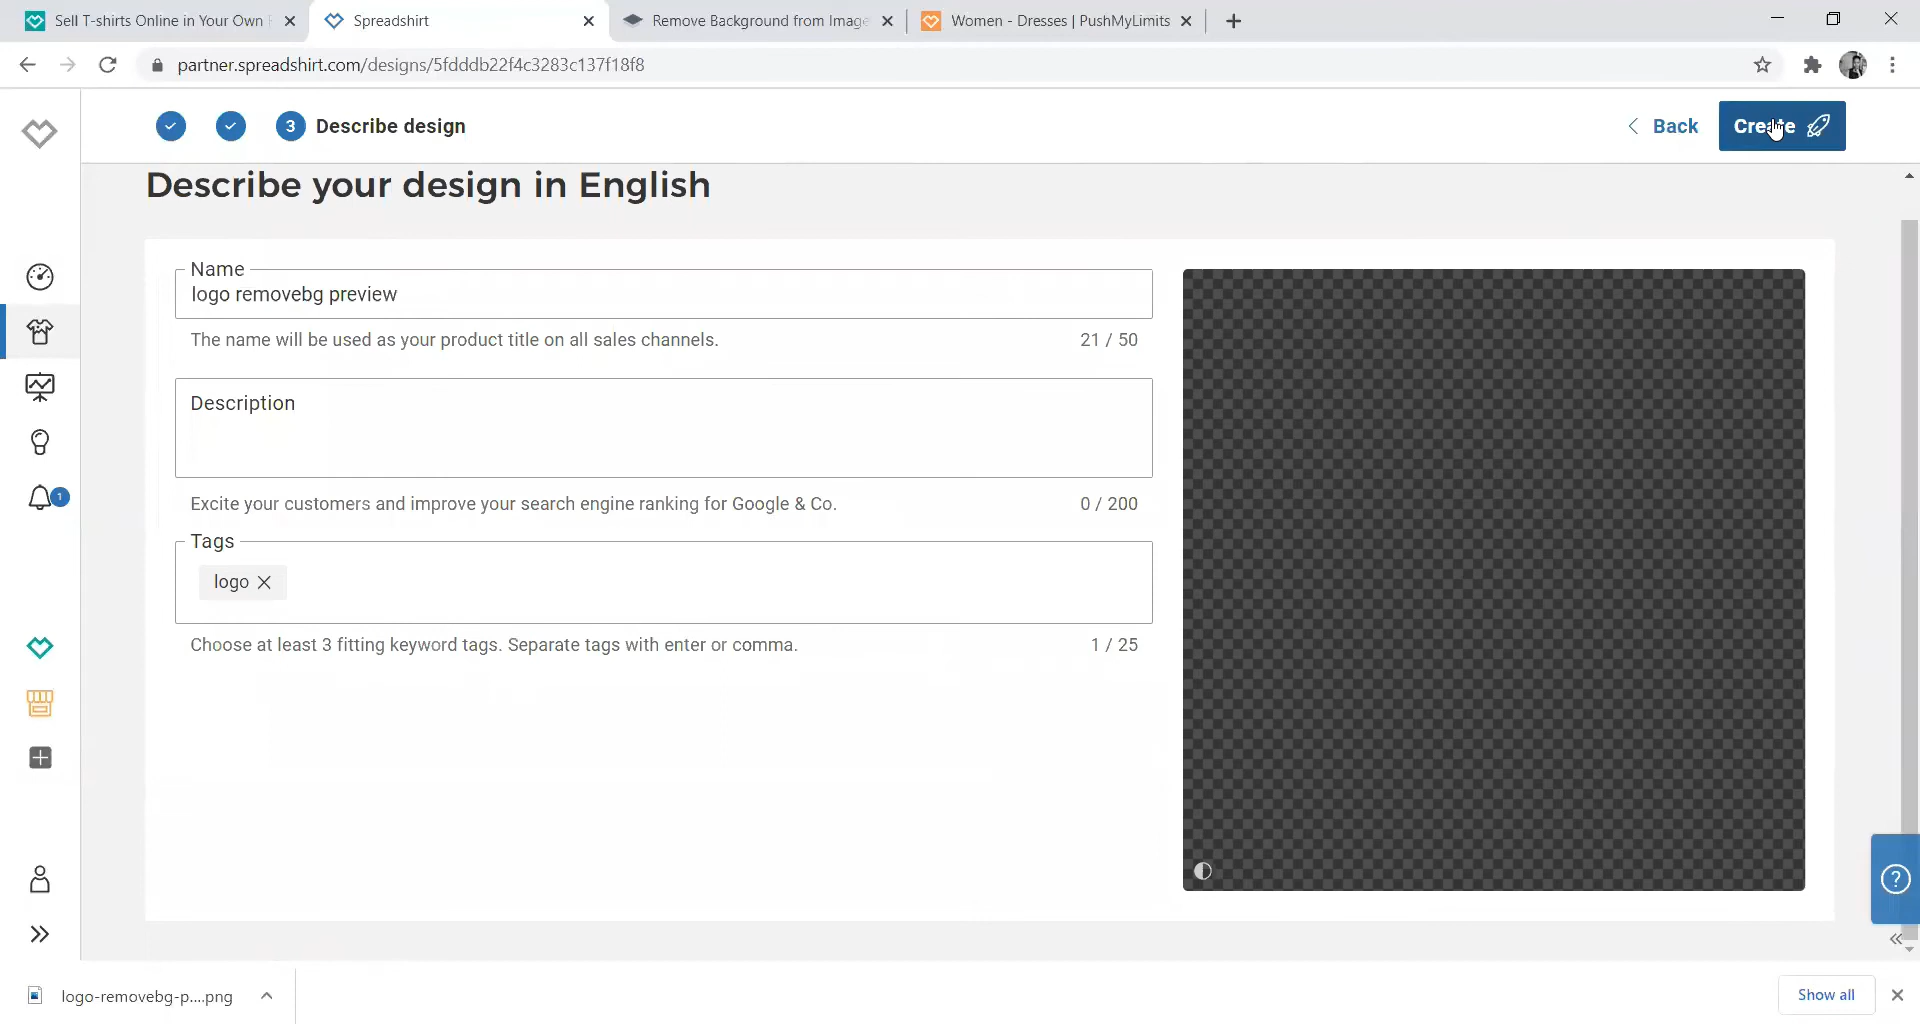 Sell T-shirts Online in Your Own
Spreadshirt
Remove Background from Image
Women - Dresses | PushMyLimits
partner.spreadshirt.com/designs/5fdddb22f4c3283c137f18f8
3 Describe design
Back
Create
Describe your design in English
Name
logo removebg preview
The name will be used as your product title on all sales channels.
21 / 50
Description
Excite your customers and improve your search engine ranking for Google & Co.
0 / 200
1
Tags
logo
Choose at least 3 fitting keyword tags. Separate tags with enter or comma.
1 / 25
logo-removebg-p....png
Show all